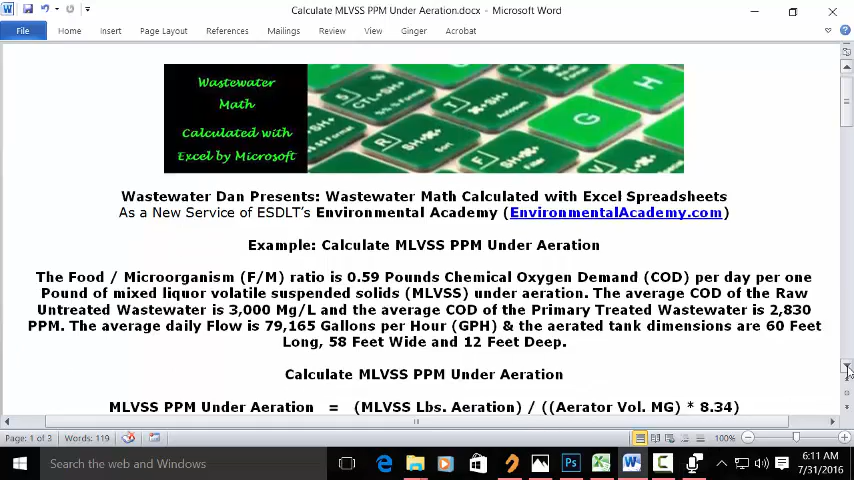 Calculate MLVSS PPM Under Aeration.docx - Microsoft Word
File Home Insert Page Layout References Mailings Review View Ginger Acrobat
Wastewater
Math
Calculated with
Excel by Microsoft
Wastewater Dan Presents: Wastewater Math Calculated with Excel Spreadsheets
As a New Service of ESDLT's Environmental Academy (EnvironmentalAcademy.com)
Example: Calculate MLVSS PPM Under Aeration
The Food / Microorganism (F/M) ratio is 0.59 Pounds Chemical Oxygen Demand (COD) per day per one
Pound of mixed liquor volatile suspended solids (MLVSS) under aeration. The average COD of the Raw
Untreated Wastewater is 3,000 Mg/L and the average COD of the Primary Treated Wastewater is 2,830
PPM. The average daily Flow is 79,165 Gallons per Hour (GPH) & the aerated tank dimensions are 60 Feet
Long, 58 Feet Wide and 12 Feet Deep.
Calculate MLVSS PPM Under Aeration
MLVSS PPM Under Aeration = (MLVSS Lbs. Aeration) / ((Aerator Vol. MG) * 8.34)
Page: 1 of 3 Words: 119 100%
Search the web and Windows
6:11 AM
7/31/2016